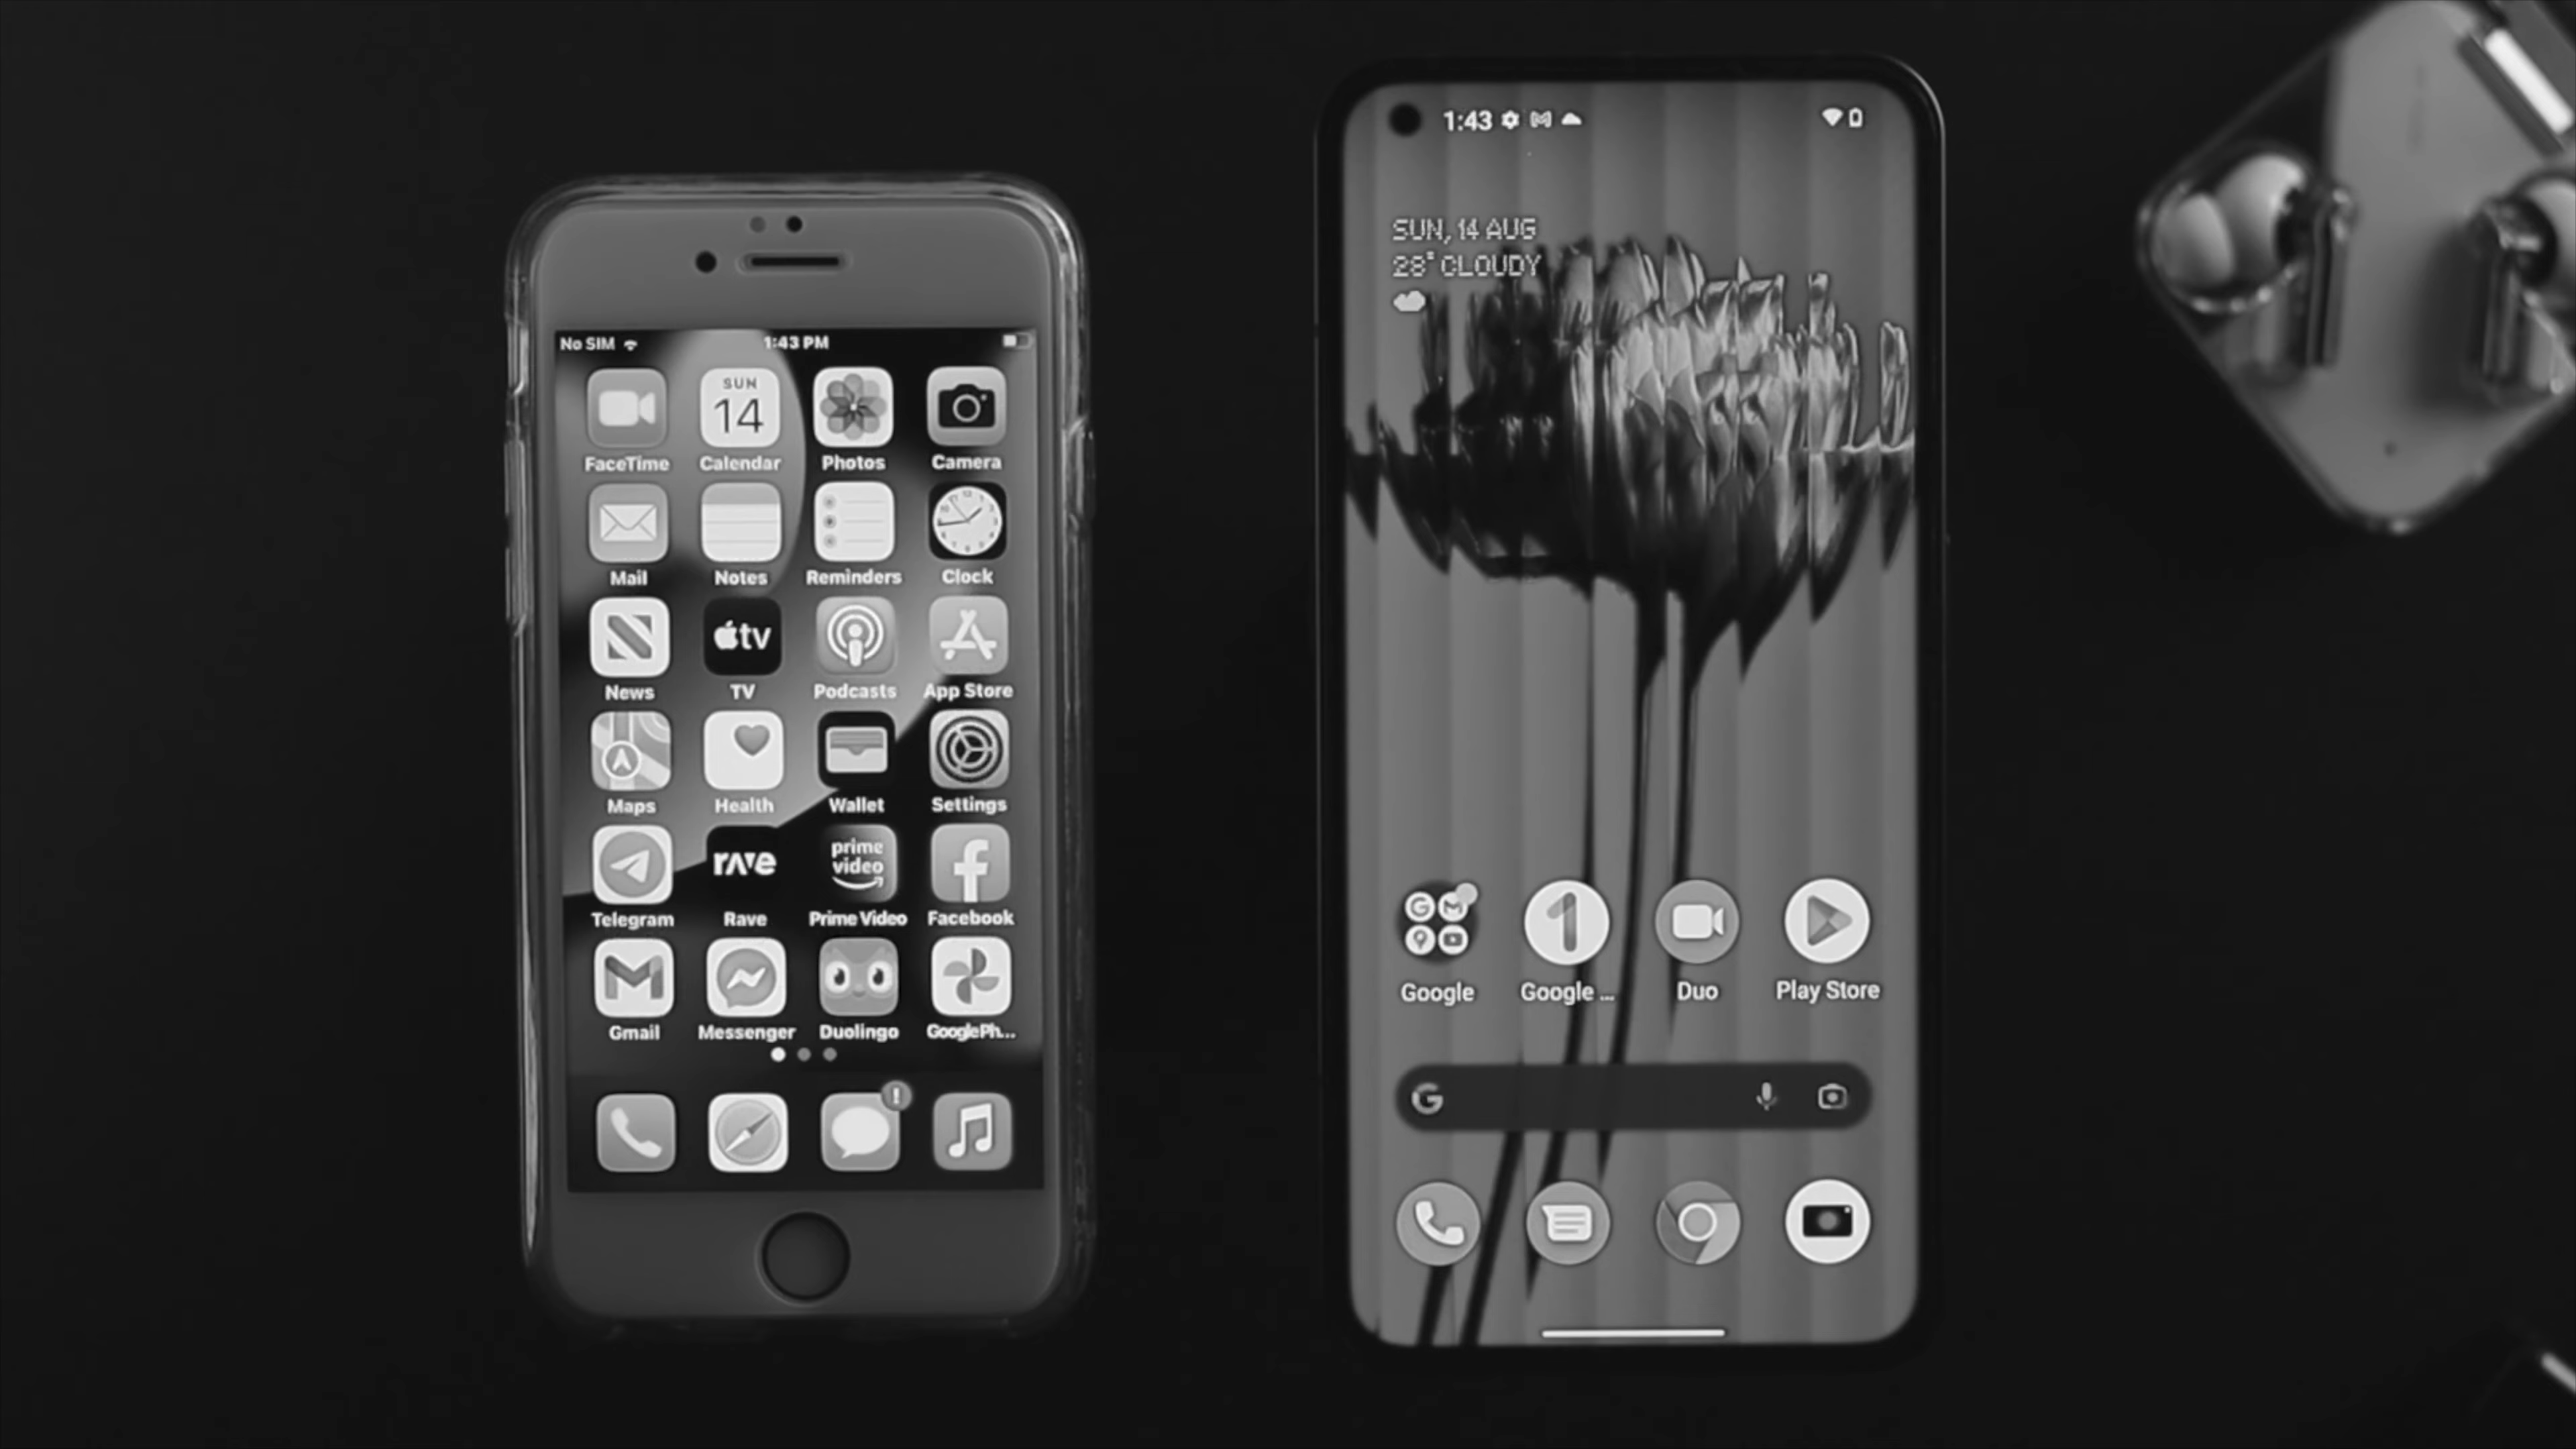 No SIM 1:43 PM
SUN
14
FaceTime Calendar Photos Camera
Mail Notes Reminders Clock
tv
News TV Podcasts App Store
Maps Health Wallet Settings
rave prime video
Telegram Rave Prime Video Facebook
Gmail Messenger Duolingo GooglePh...
!
1:43
SUN, 14 AUG
28° CLOUDY
Google Google ... Duo Play Store
G